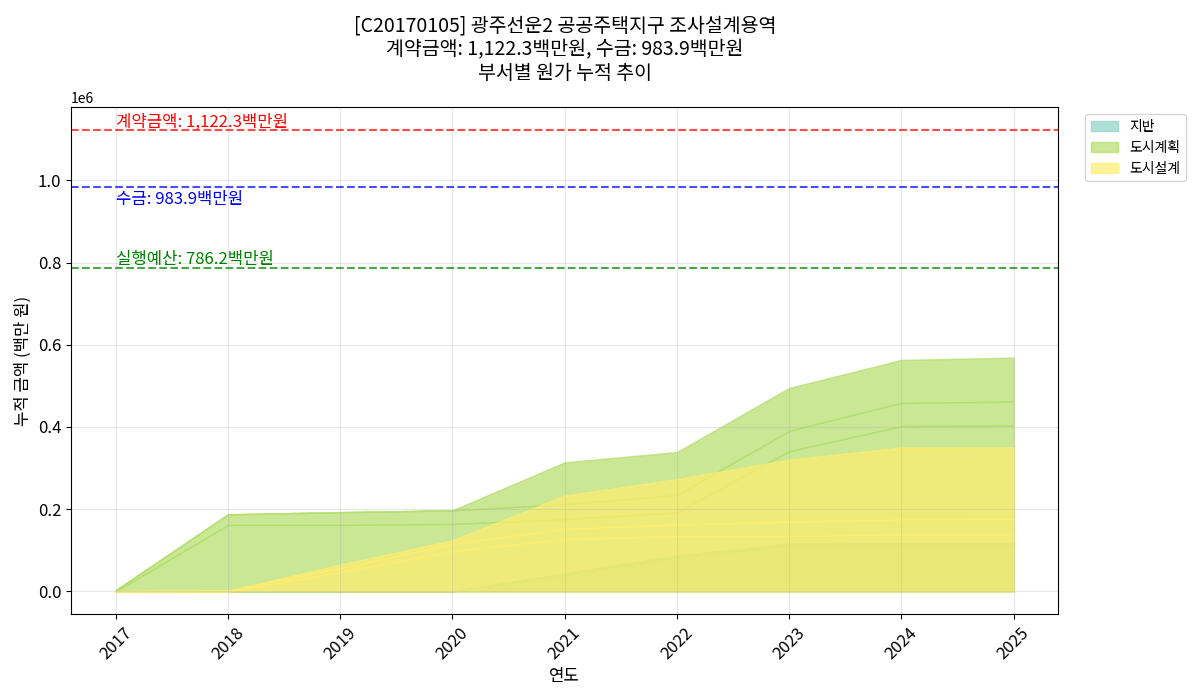 [C20170105] 광주선운2 공공주택지구 조사설계용역
계약금액: 1,122.3백만원, 수금: 983.9백만원
부서별 원가 누적 추이
1e6
계약금액: 1,122.3백만원
수금: 983.9백만원
실행예산: 786.2백만원
1.0
0.8
0.6
0.4
0.2
0.0
누적 금액 (백만 원)
2017
2018
2019
2020
2021
2022
2023
2024
2025
연도
지반
도시계획
도시설계